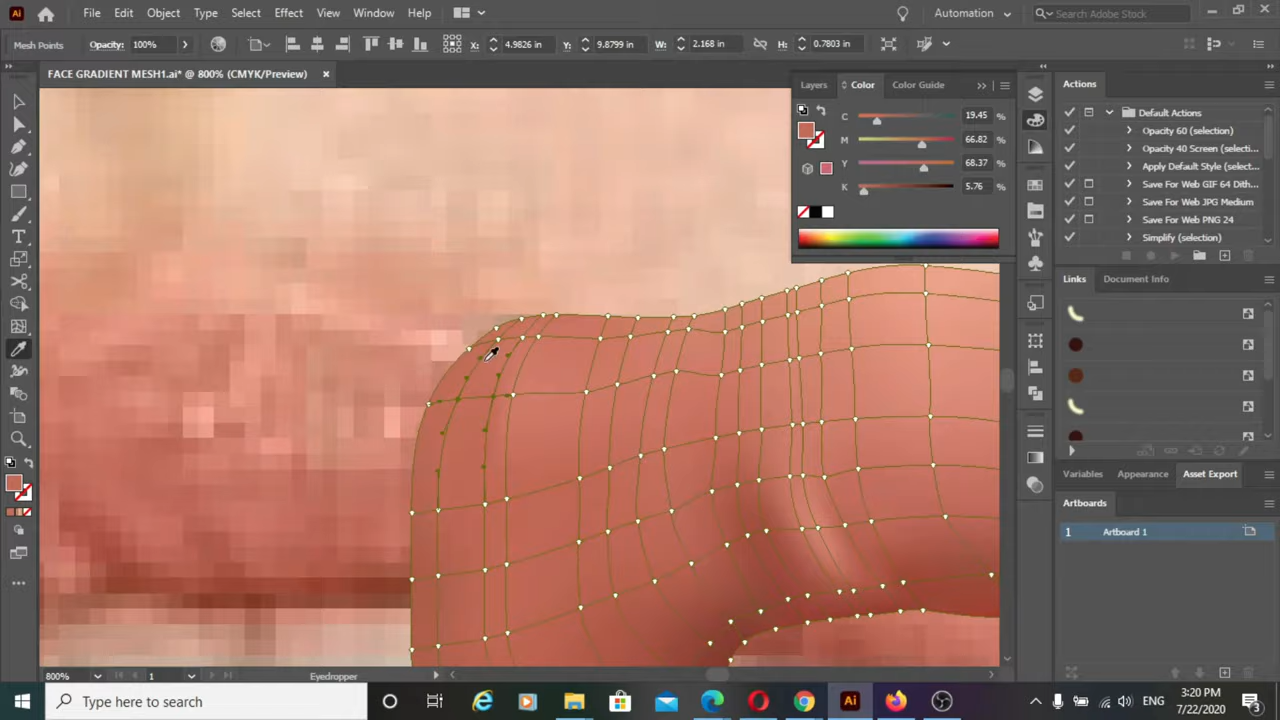 Ai File Edit Object Type Select Effect View Window Help Automation Search Adobe Stock
Mesh Points Opacity: 100% X: 4.9826 in Y: 9.8799 in W: 2.168 in H: 0.7803 in
FACE GRADIENT MESH1.ai* @ 800% (CMYK/Preview) ×
Layers Color Color Guide
C 19.45 %
M 66.82 %
Y 68.37 %
K 5.76 %
Actions
Default Actions
Opacity 60 (selection)
Opacity 40 Screen (selecti...
Apply Default Style (select...
Save For Web GIF 64 Dith...
Save For Web JPG Medium
Save For Web PNG 24
Simplify (selection)
Links Document Info
Variables Appearance Asset Export
Artboards
1 Artboard 1
800% 1 Eyedropper
Type here to search
Ai
ENG
3:20 PM
7/22/2020
3